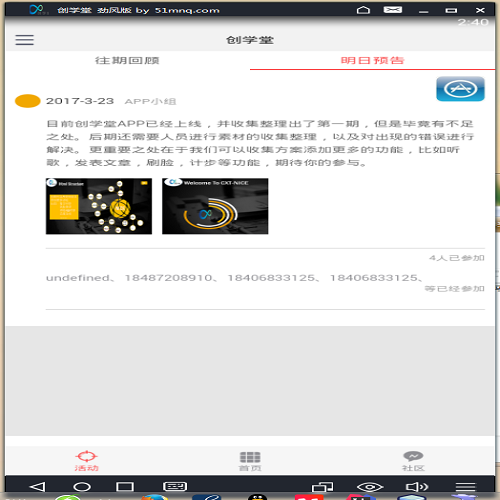 创学堂 劲风版 by 51mnq.com
2:40
创学堂
往期回顾
明日预告
2017-3-23 APP小组
目前创学堂APP已经上线，并收集整理出了第一期，但是毕竟有不足
之处。后期还需要人员进行素材的收集整理，以及对出现的错误进行
解决。更重要之处在于我们可以收集方案添加更多的功能，比如听
歌，发表文章，刷脸，计步等功能，期待你的参与。
Welcome To CXT-NICE
4人已参加
undefined、18487208910、18406833125、18406833125、
等已经参加
活动
首页
社区